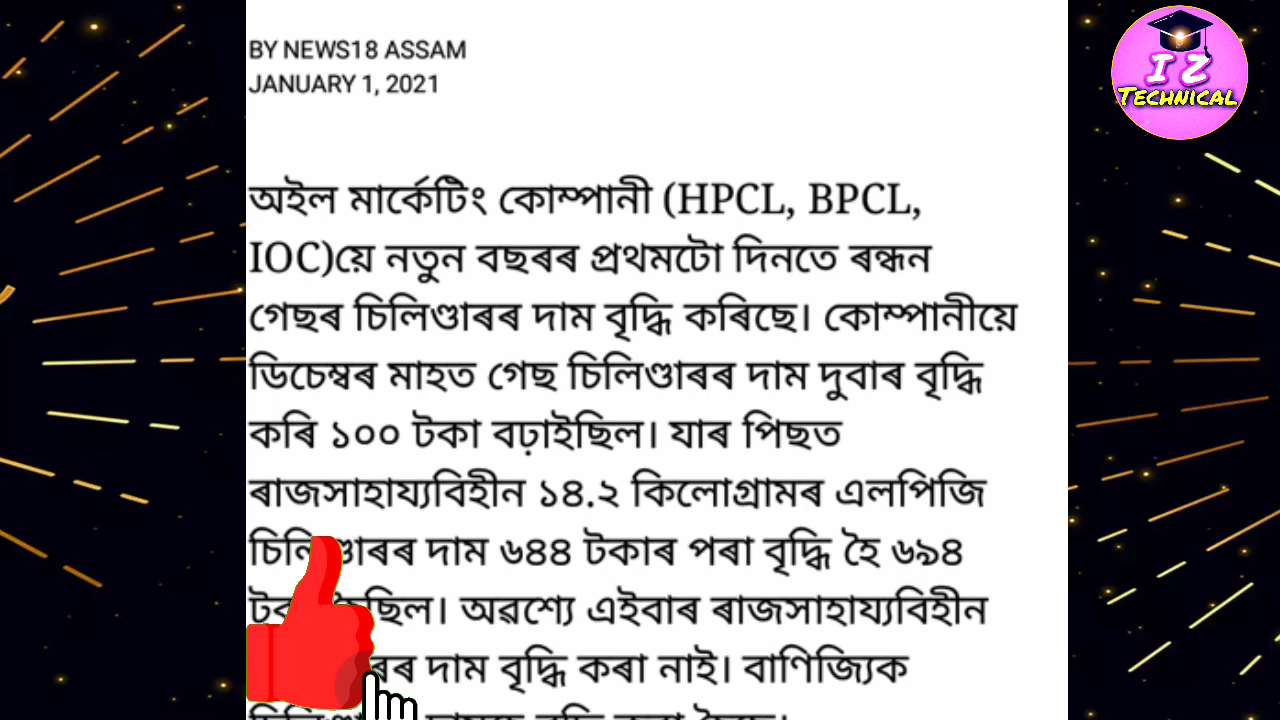 BY NEWS18 ASSAM
JANUARY 1, 2021
I Z
TECHNICAL
অইল মাৰ্কেটিং কোম্পানী (HPCL, BPCL,
IOC)য়ে নতুন বছৰৰ প্ৰথমটো দিনতে ৰন্ধন
গেছৰ চিলিণ্ডাৰৰ দাম বৃদ্ধি কৰিছে। কোম্পানীয়ে
ডিচেম্বৰ মাহত গেছ চিলিণ্ডাৰৰ দাম দুবাৰ বৃদ্ধি
কৰি ১০০ টকা বঢ়াইছিল। যাৰ পিছত
ৰাজসাহায্যবিহীন ১৪.২ কিলোগ্ৰামৰ এলপিজি
দাম ৬৪৪ টকাৰ পৰা বৃদ্ধি হৈ ৬৯৪
অৱশ্যে এইবাৰ ৰাজসাহায্যবিহীন
দাম বৃদ্ধি কৰা নাই। বাণিজ্যিক